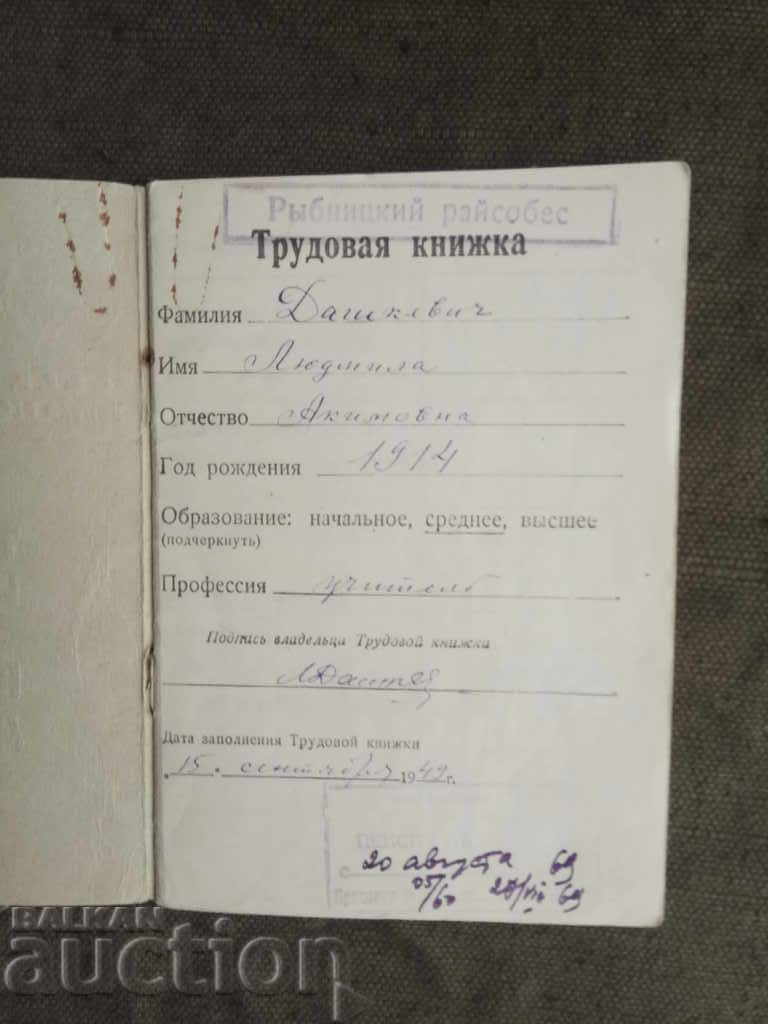 Рыбницкий райсобес
Трудовая книжка
Фамилия Дашкевич
Имя Людмила
Отчество Акимовна
Год рождения 1914
Образование: начальное, среднее, высшее
(подчеркнуть)
Профессия учитель
Подпись владельца Трудовой книжки
Дата заполнения Трудовой книжки
15. сентября 1949 г.
с 20 августа 69
BALKAN
auction